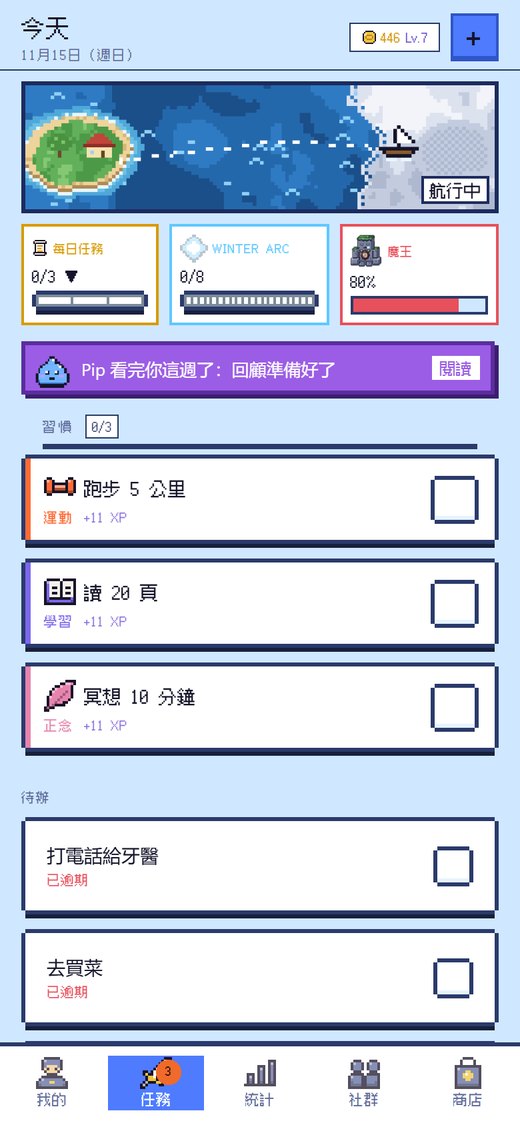 今天
11月15日（週日）
446 Lv.7
+
航行中
每日任務
0/3 ▼
WINTER ARC
0/8
魔王
80%
Pip 看完你這週了：回顧準備好了
閱讀
習慣 0/3
跑步 5 公里
運動 +11 XP
讀 20 頁
學習 +11 XP
冥想 10 分鐘
正念 +11 XP
待辦
打電話給牙醫
已逾期
去買菜
已逾期
3
我的 任務 統計 社群 商店